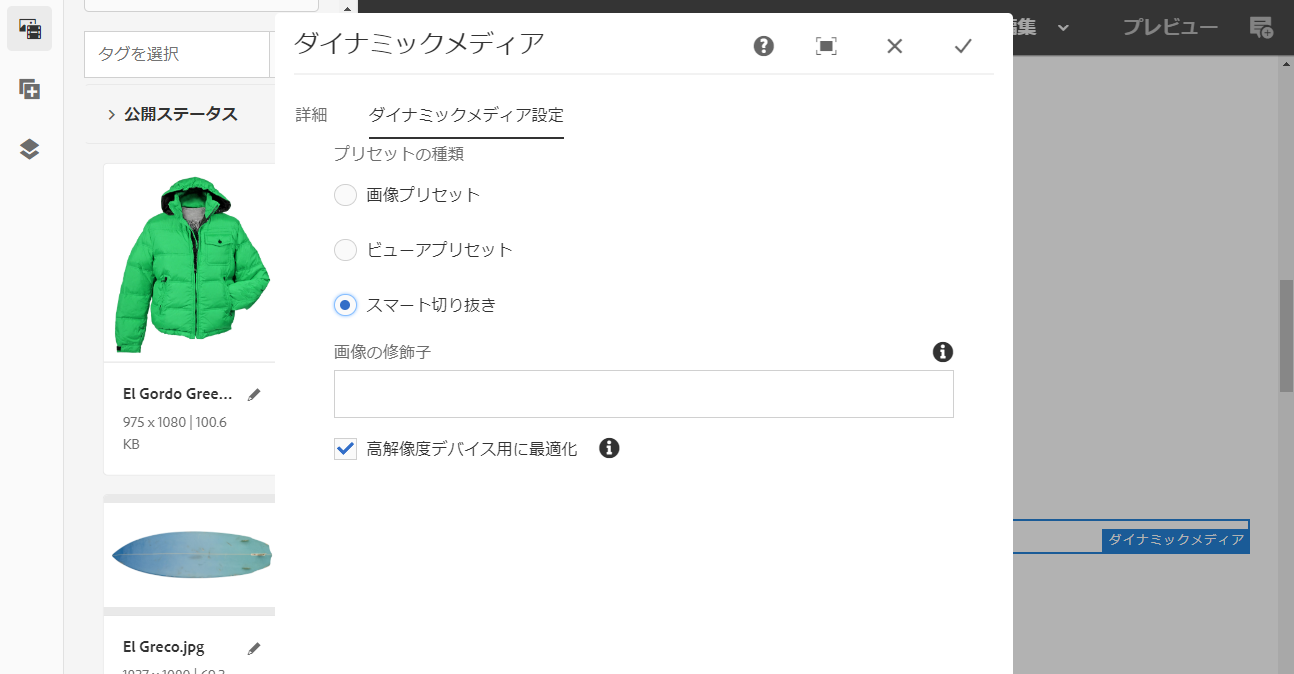 タグを選択
公開ステータス
El Gordo Gree...
975 x 1080 | 100.6
KB
El Greco.jpg
ダイナミックメディア
詳細
ダイナミックメディア設定
プリセットの種類
画像プリセット
ビューアプリセット
スマート切り抜き
画像の修飾子
高解像度デバイス用に最適化
編集
プレビュー
ダイナミックメディア